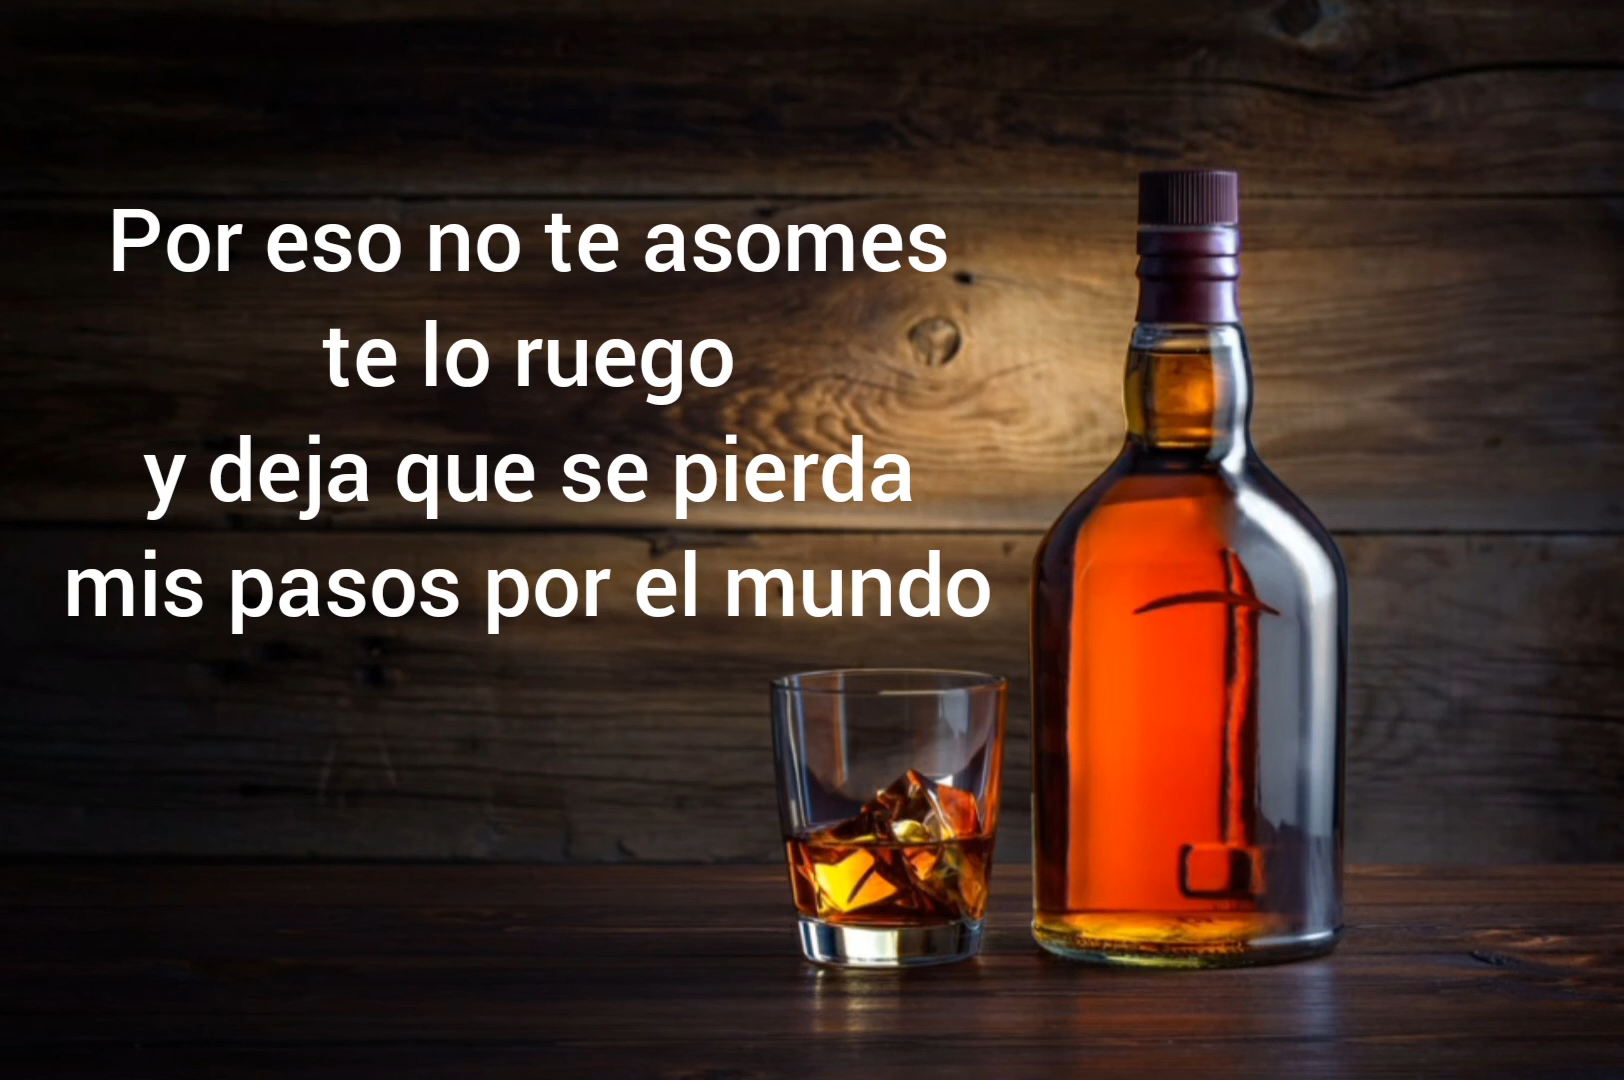 Por eso no te asomes
te lo ruego
y deja que se pierda
mis pasos por el mundo